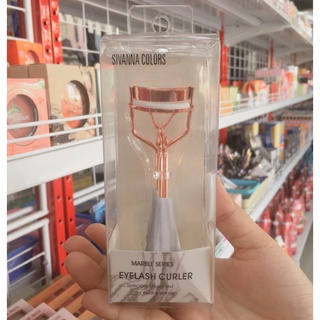 SIVANNA COLORS
MARBLE SERIES
EYELASH CURLER